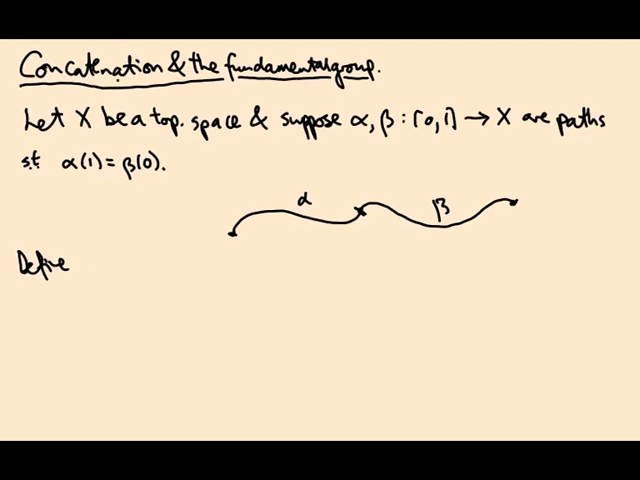 Concatenation & the fundamental group.
Let X be a top. space & suppose α, β : [0,1] → X are paths
s.t. α(1) = β(0).
α β
Define